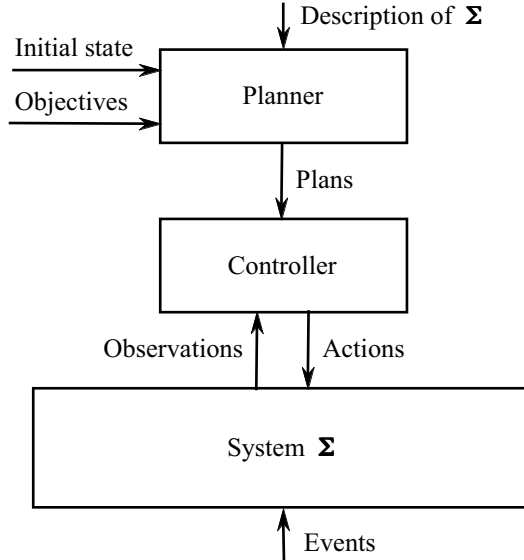 Description of Σ
Initial state
Objectives
Planner
Plans
Controller
Observations
Actions
System Σ
Events